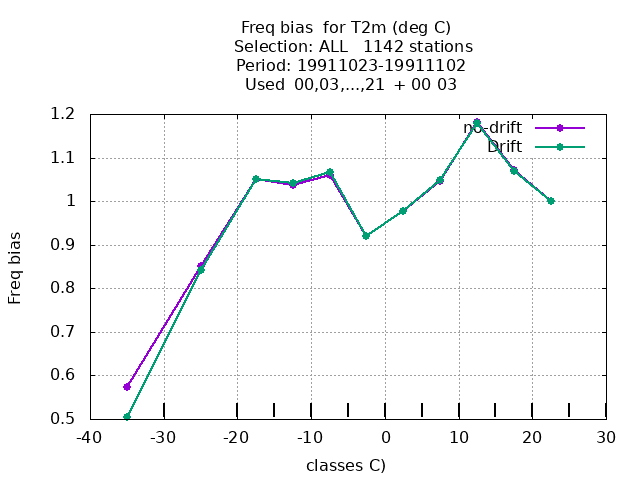 Freq bias  for T2m (deg C)
Selection: ALL   1142 stations
Period: 19911023-19911102
Used  00,03,...,21  + 00 03
no-drift
Drift
Freq bias
1.2
1.1
1
0.9
0.8
0.7
0.6
0.5
-40 -30 -20 -10 0 10 20 30
classes C)